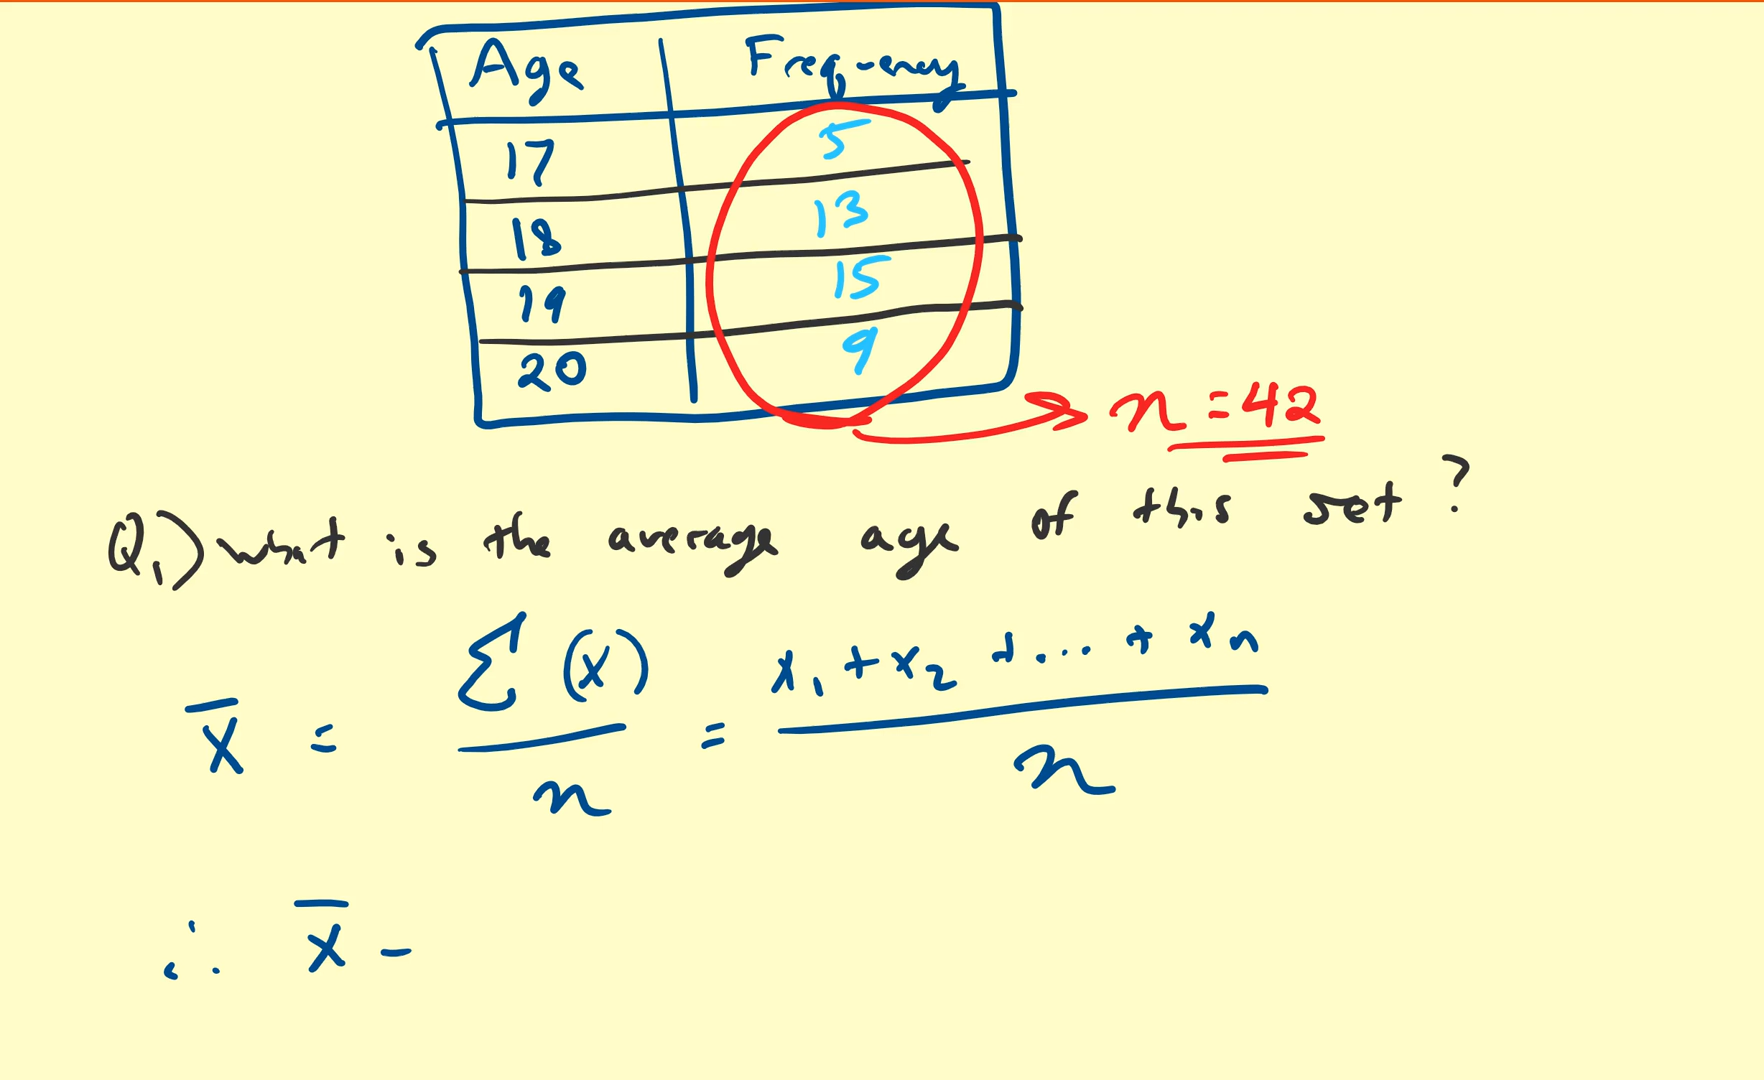 Age Frequency
17 5
18 13
19 15
20 9
n = 42
Q1) what is the average age of this set ?
x̄ = Σ(x) / n = x₁ + x₂ + ... + xₙ / n
∴ x̄ -